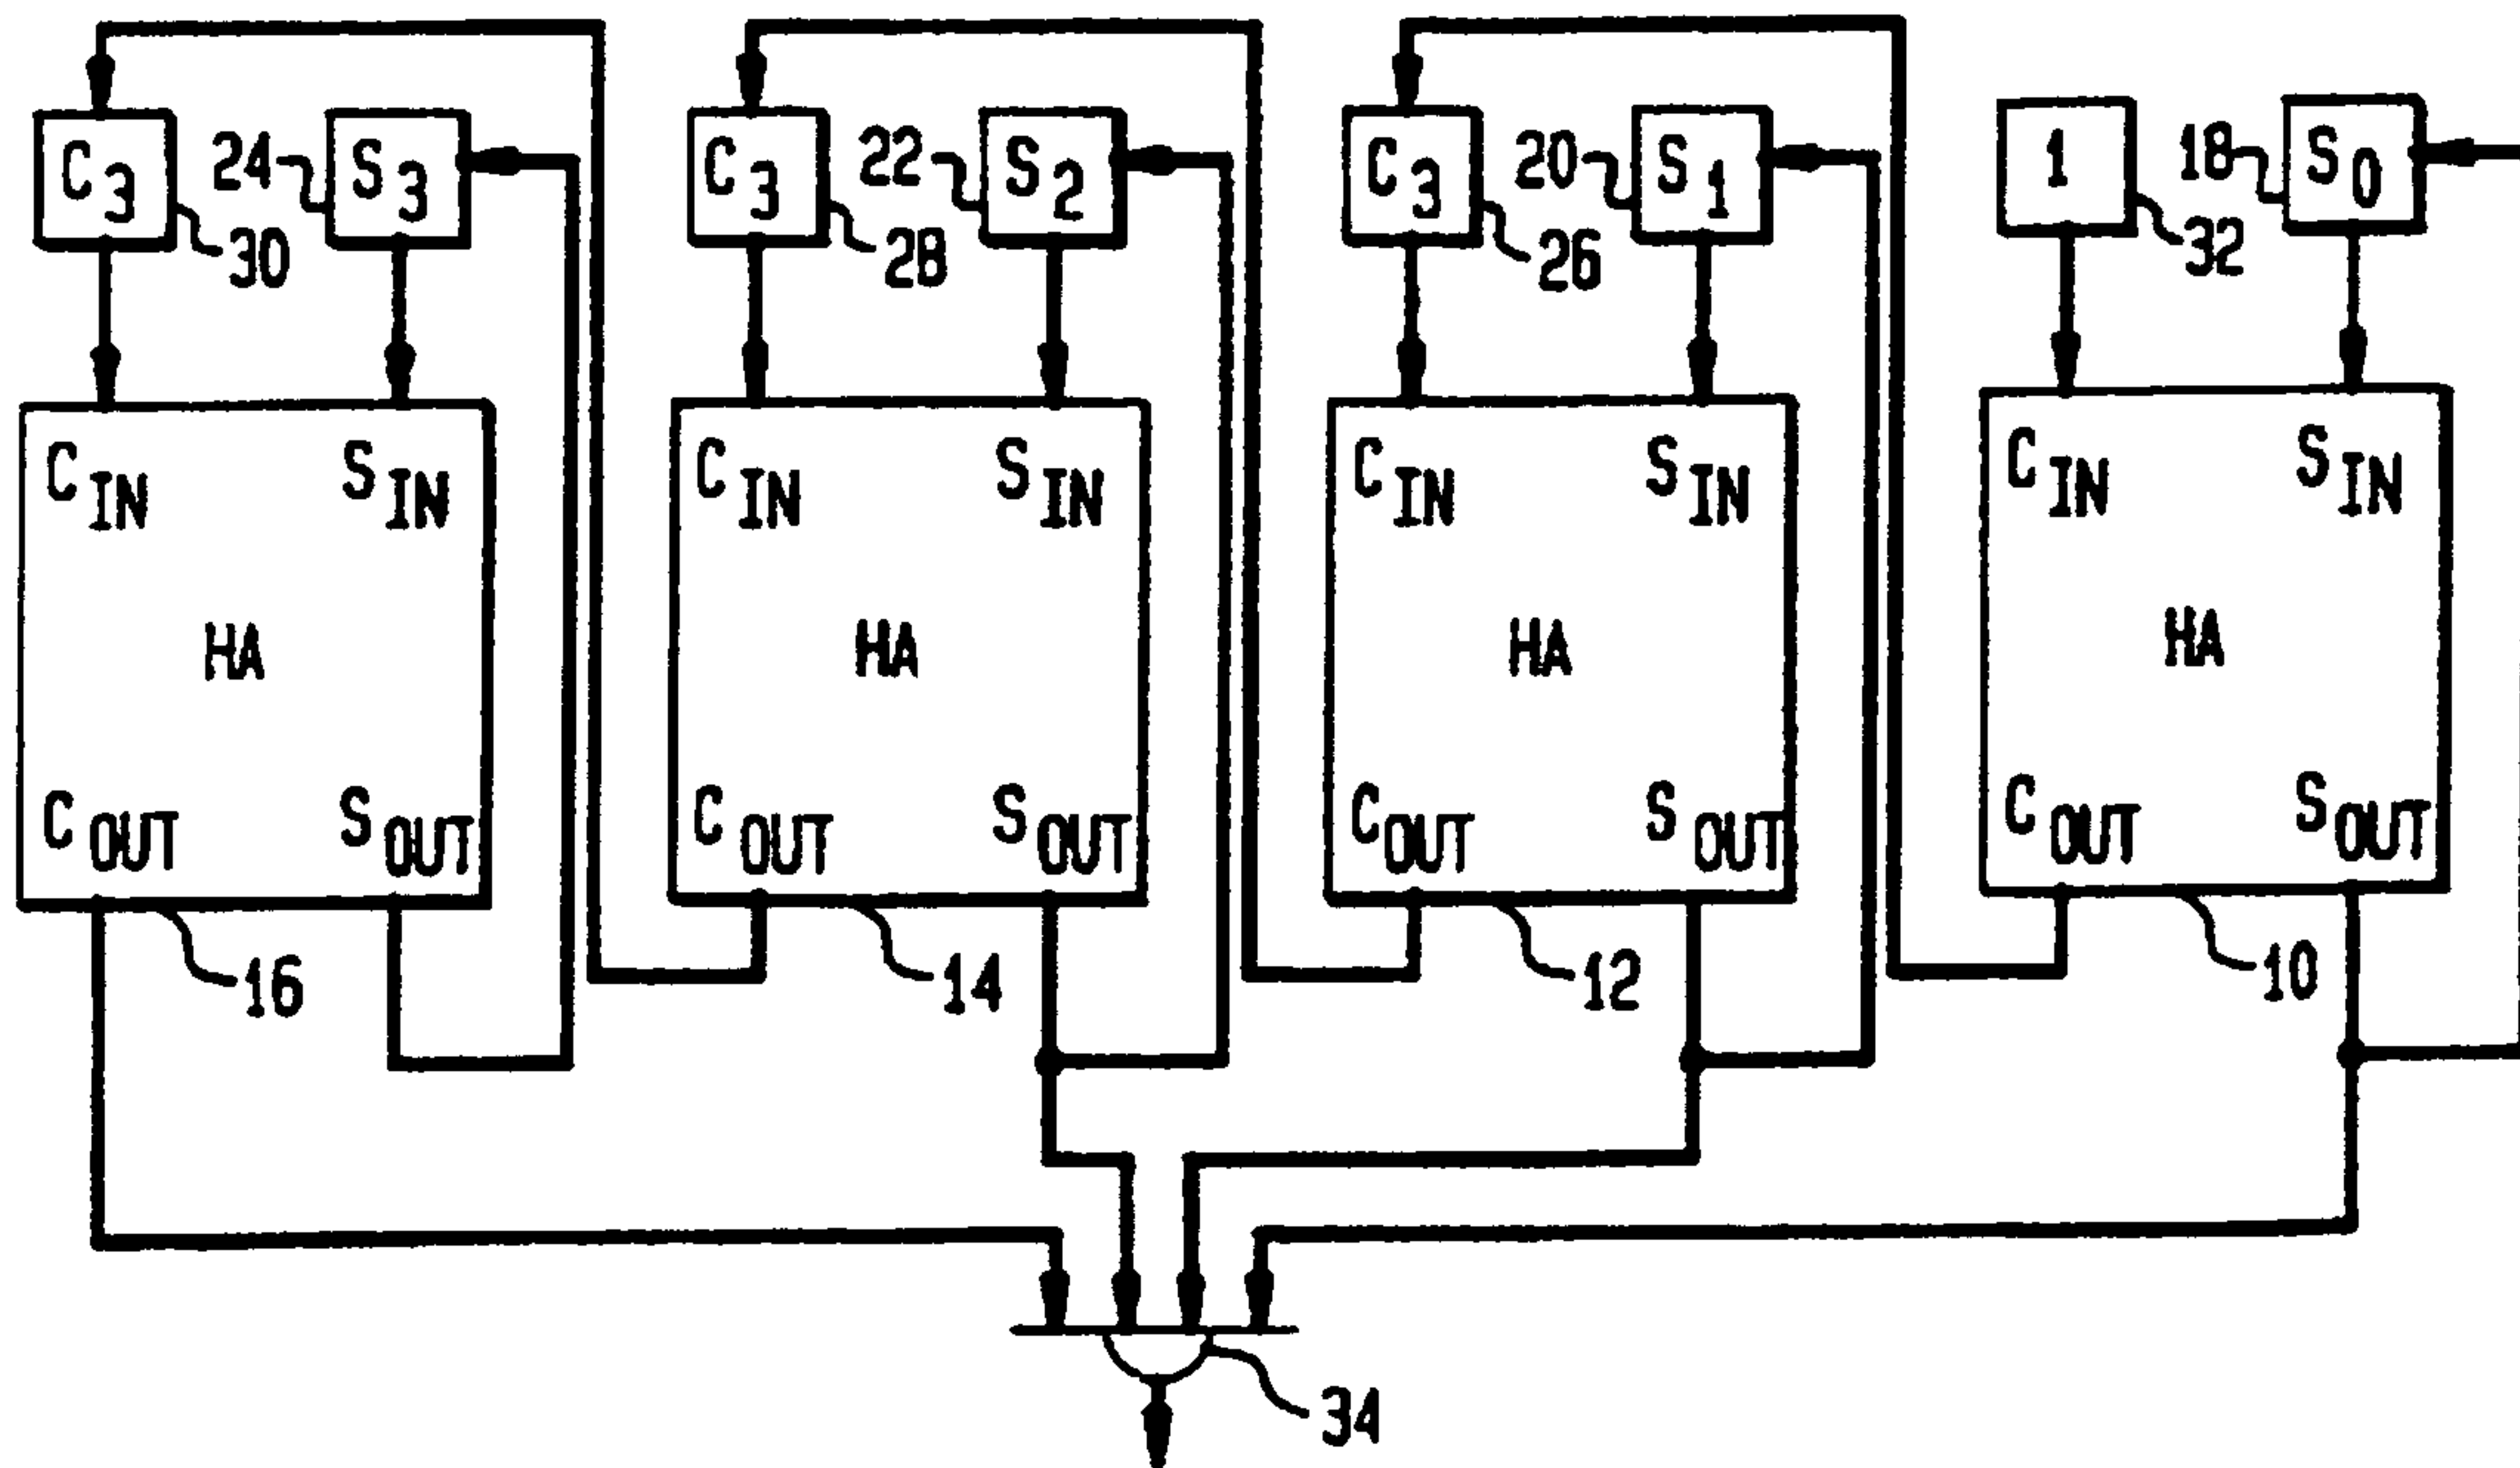 C3 24 S3 C3 22 S2 C3 20 S1 1 18 S0
30 28 26 32
CIN SIN CIN SIN CIN SIN CIN SIN
HA HA HA HA
COUT SOUT COUT SOUT COUT SOUT COUT SOUT
16 14 12 10
34